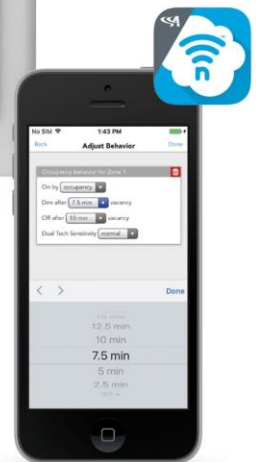 n
No SIM 1:43 PM
Back Adjust Behavior Done
Occupancy behavior for Zone 1
On by occupancy
Dim after 7.5 min vacancy
Off after 10 min vacancy
Dual Tech Sensitivity normal
Done
12.5 min
10 min
7.5 min
5 min
2.5 min